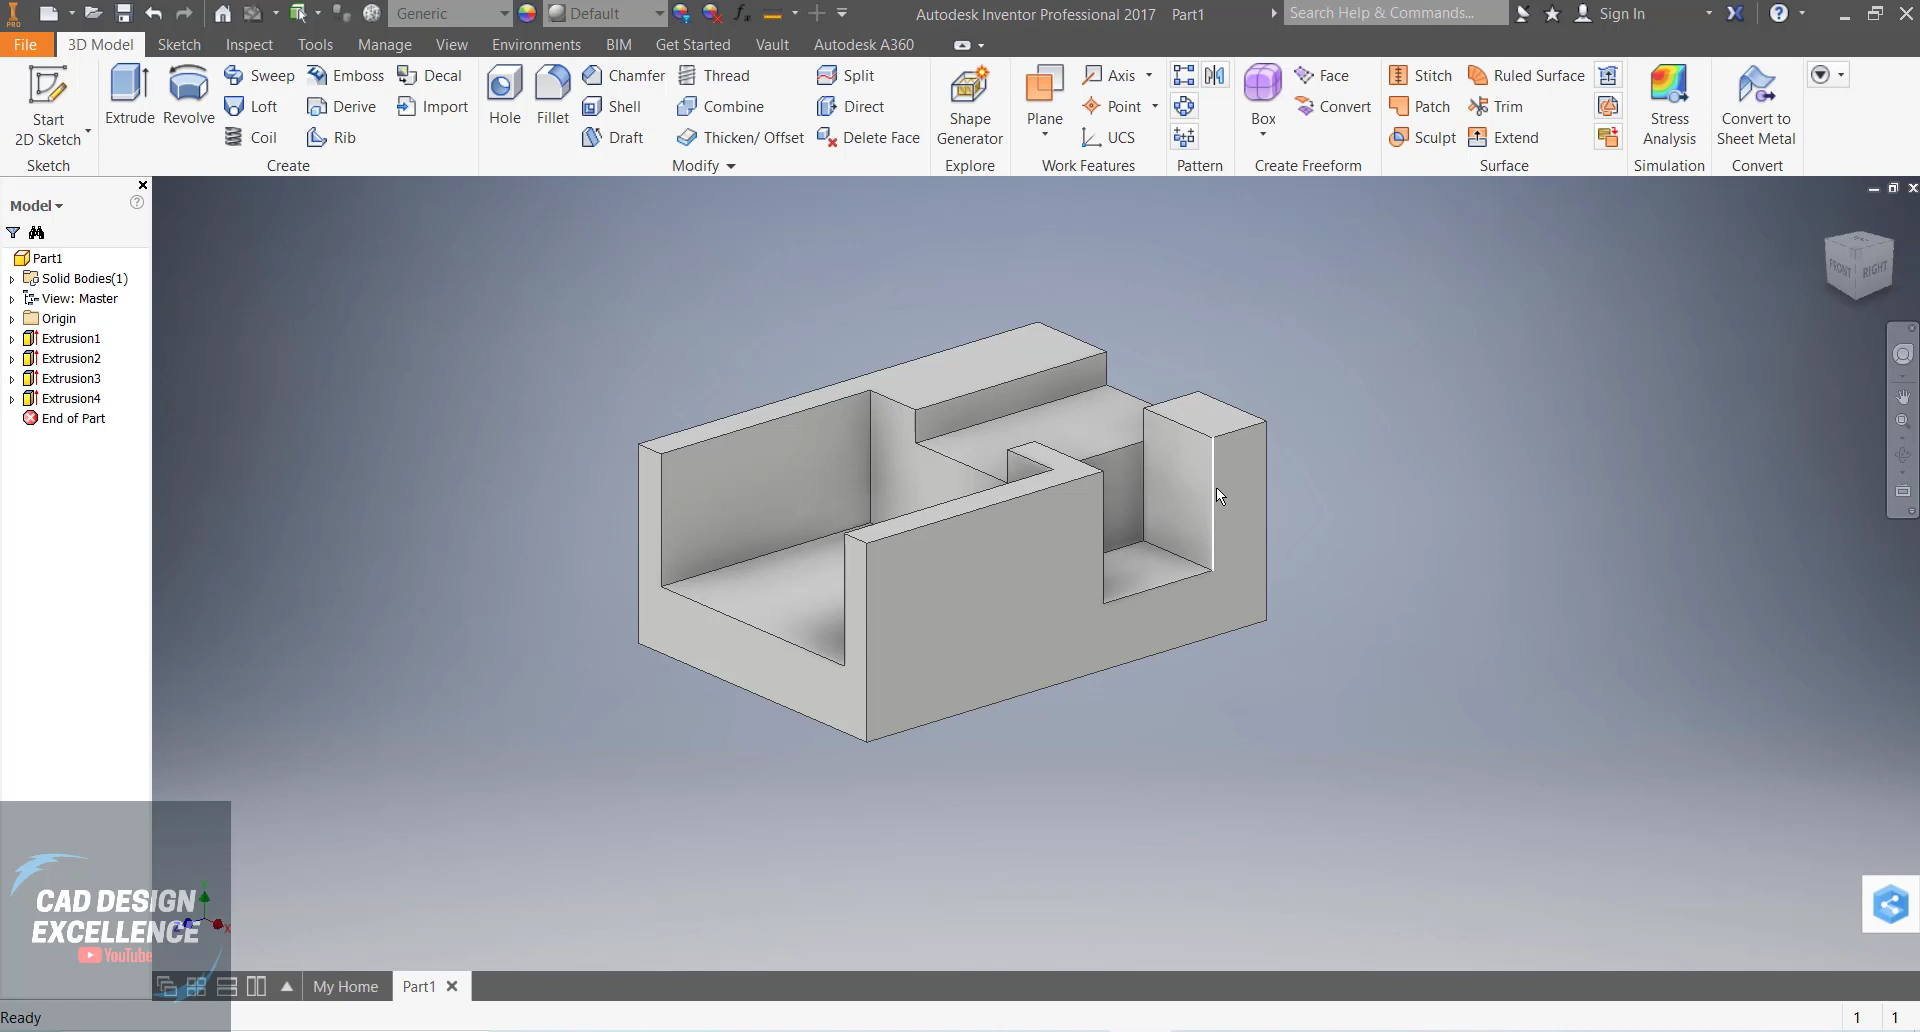 PRO
Generic
Default
fx
Autodesk Inventor Professional 2017 Part1
Search Help & Commands...
Sign In
File
3D Model
Sketch
Inspect
Tools
Manage
View
Environments
BIM
Get Started
Vault
Autodesk A360
Start
2D Sketch
Sketch
Extrude
Revolve
Sweep
Loft
Coil
Emboss
Derive
Rib
Decal
Import
Create
Hole
Fillet
Chamfer
Shell
Draft
Thread
Combine
Thicken/ Offset
Split
Direct
Delete Face
Modify
Shape
Generator
Explore
Plane
Axis
Point
UCS
Work Features
Pattern
Box
Face
Convert
Create Freeform
Stitch
Patch
Sculpt
Ruled Surface
Trim
Extend
Surface
Stress
Analysis
Simulation
Convert to
Sheet Metal
Convert
Model
Part1
Solid Bodies(1)
View: Master
Origin
Extrusion1
Extrusion2
Extrusion3
Extrusion4
End of Part
FRONT
RIGHT
CAD DESIGN
EXCELLENCE
YouTube
My Home
Part1
Ready
1 1